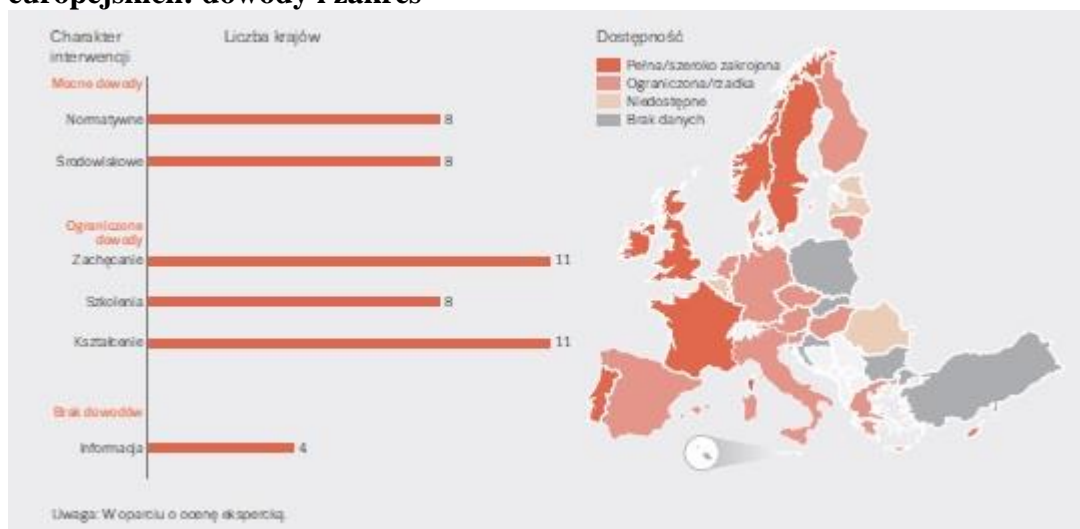 europejskich: dowody i zakres
Charakter
interwencji
Liczba krajów
Mocne dowody
Normatywne 8
Środowiskowe 8
Ograniczone
dowody
Zachęcanie 11
Szkolenia 8
Kształcenie 11
Brak dowodów
Informacja 4
Uwaga: W oparciu o ocenę ekspercką.
Dostępność
Pełna/szeroko zakrojona
Ograniczona/rzadka
Niedostępne
Brak danych